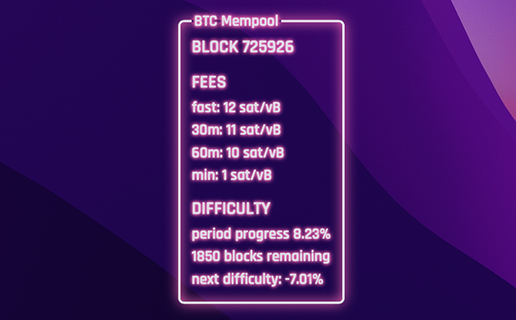 BTC Mempool
BLOCK 725926
FEES
fast: 12 sat/vB
30m: 11 sat/vB
60m: 10 sat/vB
min: 1 sat/vB
DIFFICULTY
period progress 8.23%
1850 blocks remaining
next difficulty: -7.01%